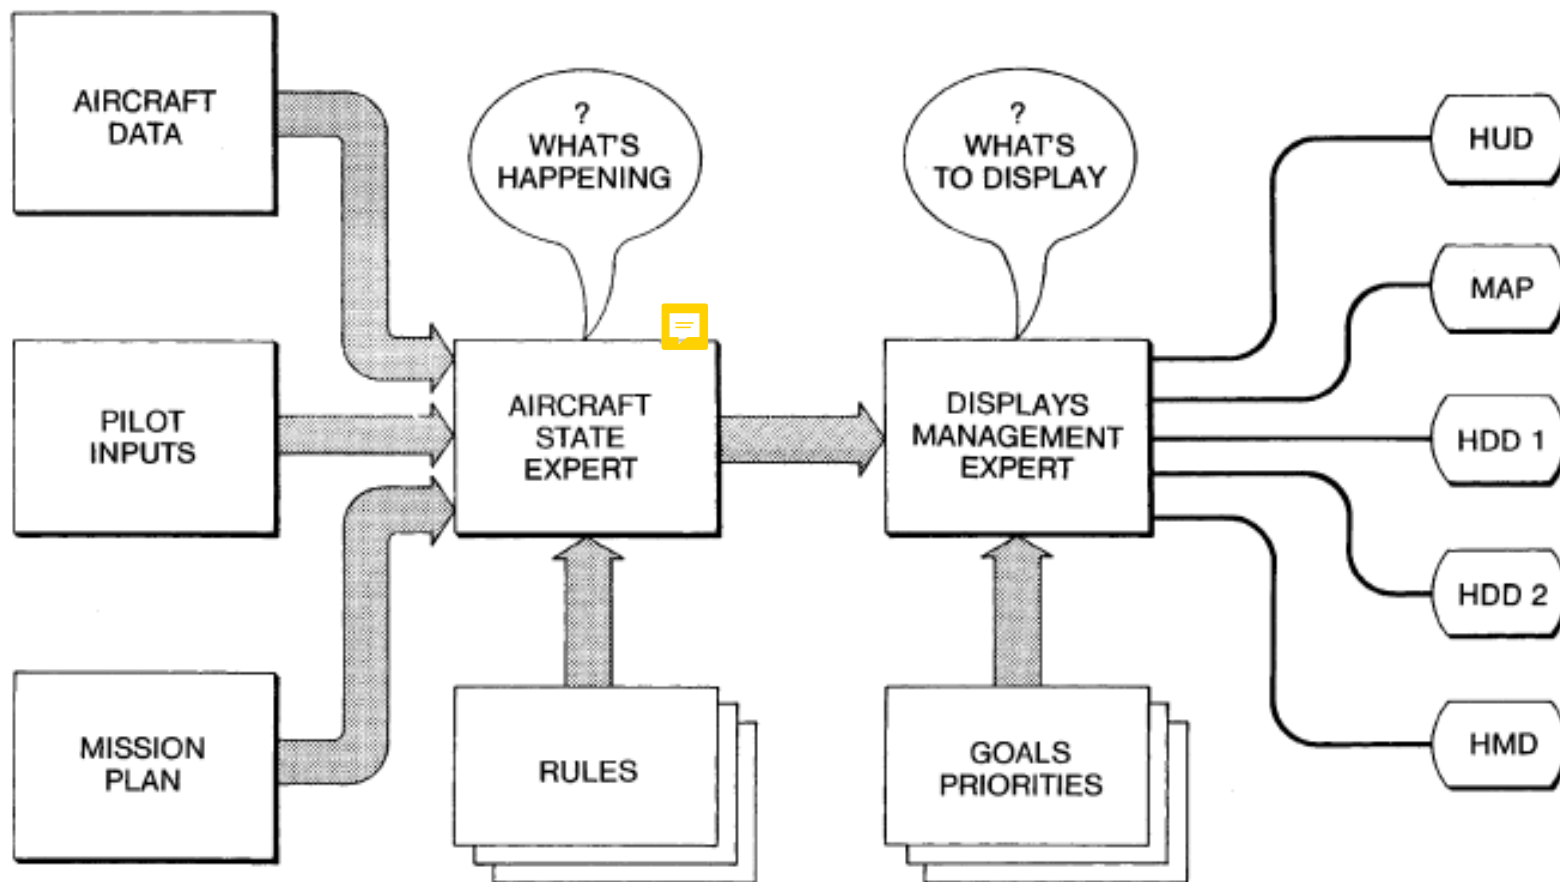 AIRCRAFT
DATA
?
WHAT'S
HAPPENING
?
WHAT'S
TO DISPLAY
HUD
MAP
PILOT
INPUTS
AIRCRAFT
STATE
EXPERT
DISPLAYS
MANAGEMENT
EXPERT
HDD 1
HDD 2
MISSION
PLAN
RULES
GOALS
PRIORITIES
HMD